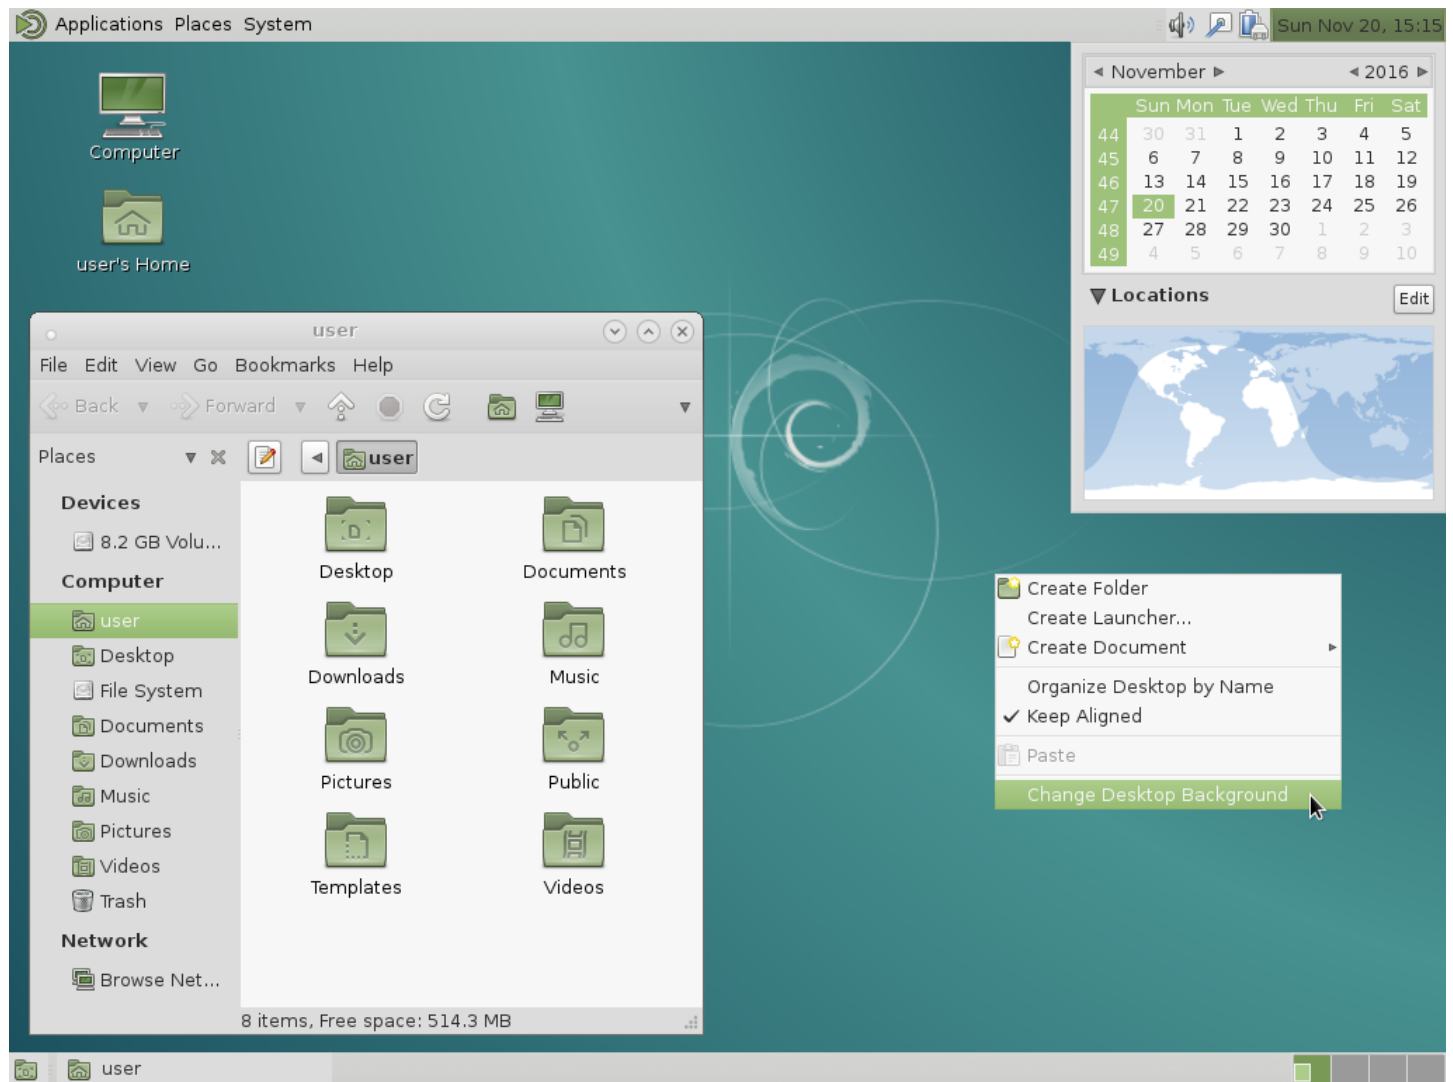 Applications Places System
Sun Nov 20, 15:15
Computer
user's Home
November 2016
Sun Mon Tue Wed Thu Fri Sat
44 30 31 1 2 3 4 5
45 6 7 8 9 10 11 12
46 13 14 15 16 17 18 19
47 20 21 22 23 24 25 26
48 27 28 29 30 1 2 3
49 4 5 6 7 8 9 10
Locations
Edit
user
File Edit View Go Bookmarks Help
Back Forward
Places
user
Devices
8.2 GB Volu...
Computer
user
Desktop
File System
Documents
Downloads
Music
Pictures
Videos
Trash
Network
Browse Net...
Desktop Documents
Downloads Music
Pictures Public
Templates Videos
8 items, Free space: 514.3 MB
Create Folder
Create Launcher...
Create Document
Organize Desktop by Name
Keep Aligned
Paste
Change Desktop Background
user